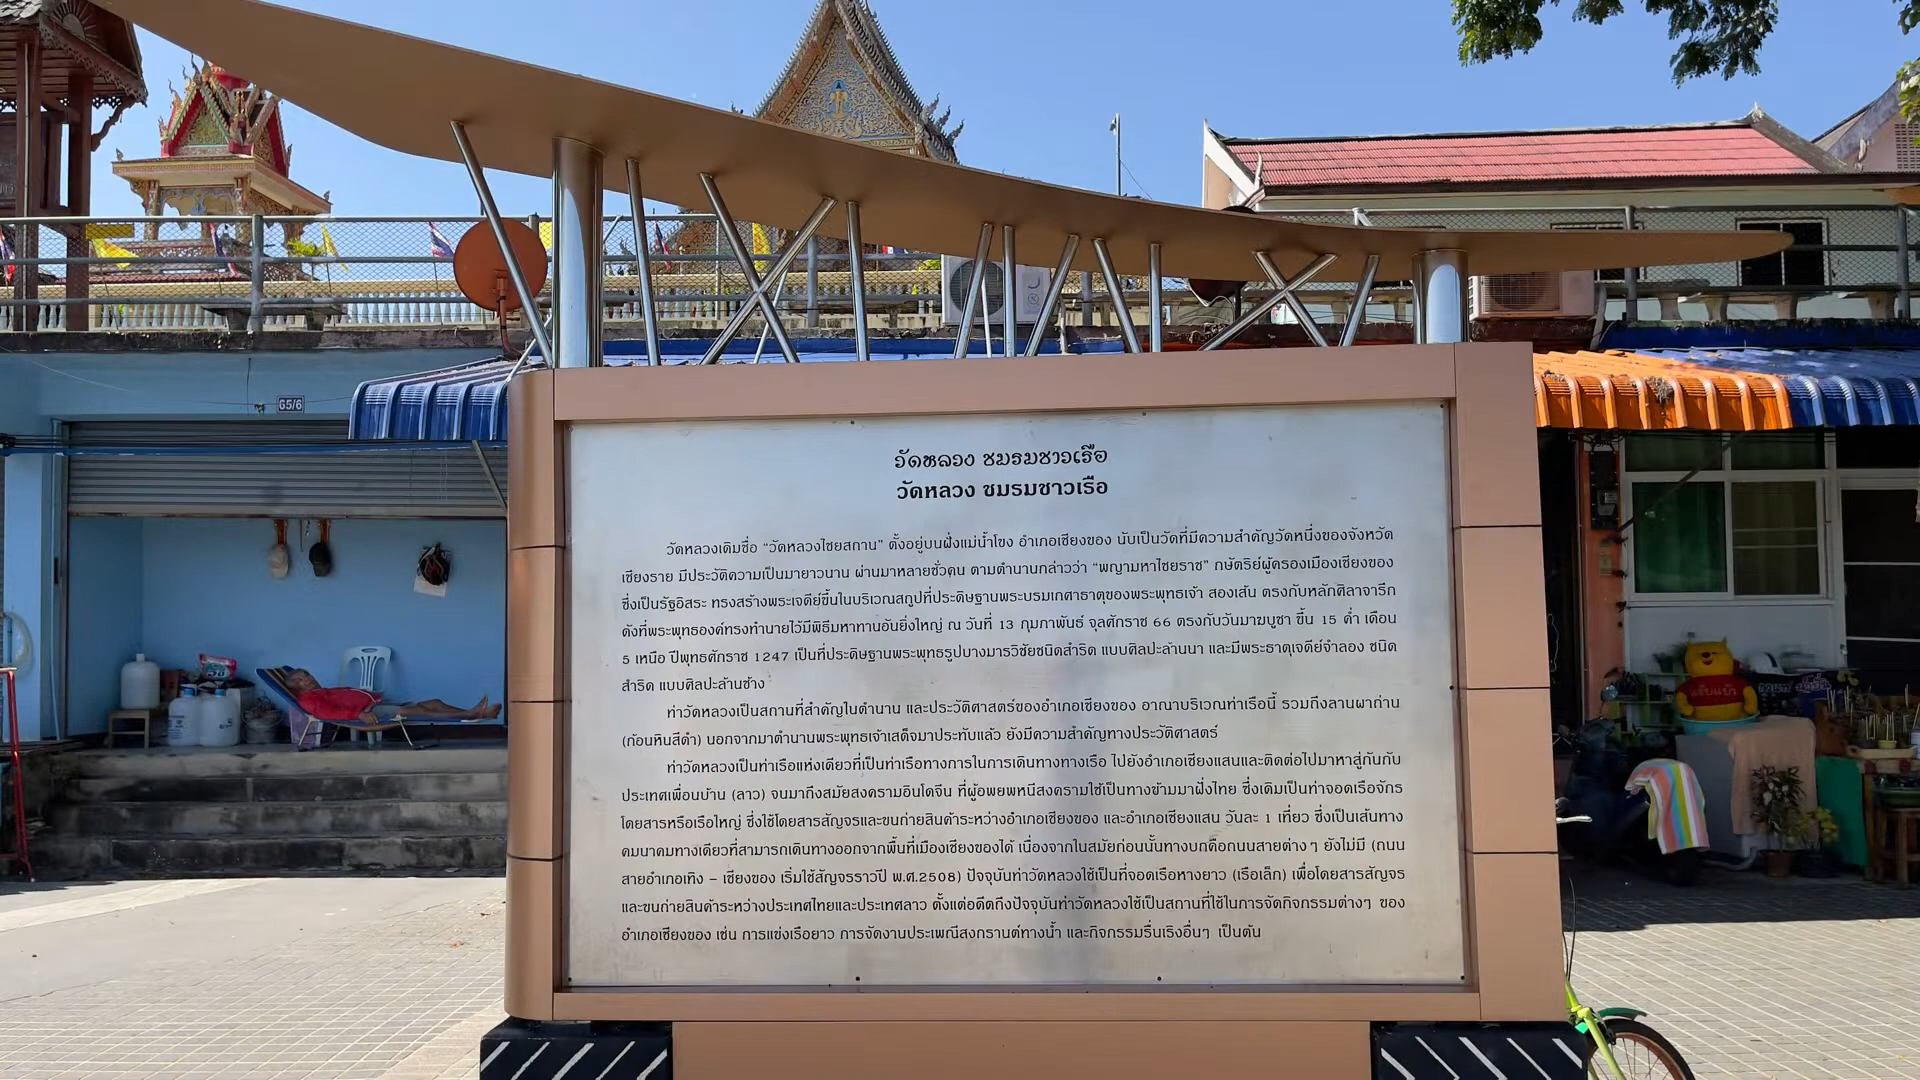 65/6
วัดหลวง ชมรมชาวเรือ
วัดหลวง ชมรมชาวเรือ
วัดหลวงเดิมชื่อ “วัดหลวงไชยสถาน” ตั้งอยู่บนฝั่งแม่น้ำโขง อำเภอเชียงของ นับเป็นวัดที่มีความสำคัญวัดหนึ่งของจังหวัด
เชียงราย มีประวัติความเป็นมายาวนาน ผ่านมาหลายชั่วคน ตามตำนานกล่าวว่า “พญามหาไชยราช” กษัตริย์ผู้ครองเมืองเชียงของ
ซึ่งเป็นรัฐอิสระ ทรงสร้างพระเจดีย์ขึ้นในบริเวณสถูปที่ประดิษฐานพระบรมเกศาธาตุของพระพุทธเจ้า สองเส้น ตรงกับหลักศิลาจารึก
ดังที่พระพุทธองค์ทรงทำนายไว้มีพิธีมหาทานอันยิ่งใหญ่ ณ วันที่ 13 กุมภาพันธ์ จุลศักราช 66 ตรงกับวันมาฆบูชา ขึ้น 15 ค่ำ เดือน
5 เหนือ ปีพุทธศักราช 1247 เป็นที่ประดิษฐานพระพุทธรูปบางมารวิชัยชนิดสำริด แบบศิลปะล้านนา และมีพระธาตุเจดีย์จำลอง ชนิด
สำริด แบบศิลปะล้านช้าง
ท่าวัดหลวงเป็นสถานที่สำคัญในตำนาน และประวัติศาสตร์ของอำเภอเชียงของ อาณาบริเวณท่าเรือนี้ รวมถึงลานผาถ่าน
(ก้อนหินสีดำ) นอกจากมาตำนานพระพุทธเจ้าเสด็จมาประทับแล้ว ยังมีความสำคัญทางประวัติศาสตร์
ท่าวัดหลวงเป็นท่าเรือแห่งเดียวที่เป็นท่าเรือทางการในการเดินทางทางเรือ ไปยังอำเภอเชียงแสนและติดต่อไปมาหาสู่กันกับ
ประเทศเพื่อนบ้าน (ลาว) จนมาถึงสมัยสงครามอินโดจีน ที่ผู้อพยพหนีสงครามใช้เป็นทางข้ามมาฝั่งไทย ซึ่งเดิมเป็นท่าจอดเรือจักร
โดยสารหรือเรือใหญ่ ซึ่งใช้โดยสารสัญจรและขนถ่ายสินค้าระหว่างอำเภอเชียงของ และอำเภอเชียงแสน วันละ 1 เที่ยว ซึ่งเป็นเส้นทาง
คมนาคมทางเดียวที่สามารถเดินทางออกจากพื้นที่เมืองเชียงของได้ เนื่องจากในสมัยก่อนนั้นทางบกคือถนนสายต่างๆ ยังไม่มี (ถนน
สายอำเภอเทิง – เชียงของ เริ่มใช้สัญจรราวปี พ.ศ.2508) ปัจจุบันท่าวัดหลวงใช้เป็นที่จอดเรือหางยาว (เรือเล็ก) เพื่อโดยสารสัญจร
และขนถ่ายสินค้าระหว่างประเทศไทยและประเทศลาว ตั้งแต่อดีตถึงปัจจุบันท่าวัดหลวงใช้เป็นสถานที่ใช้ในการจัดกิจกรรมต่างๆ ของ
อำเภอเชียงของ เช่น การแข่งเรือยาว การจัดงานประเพณีสงกรานต์ทางน้ำ และกิจกรรมรื่นเริงอื่นๆ เป็นต้น